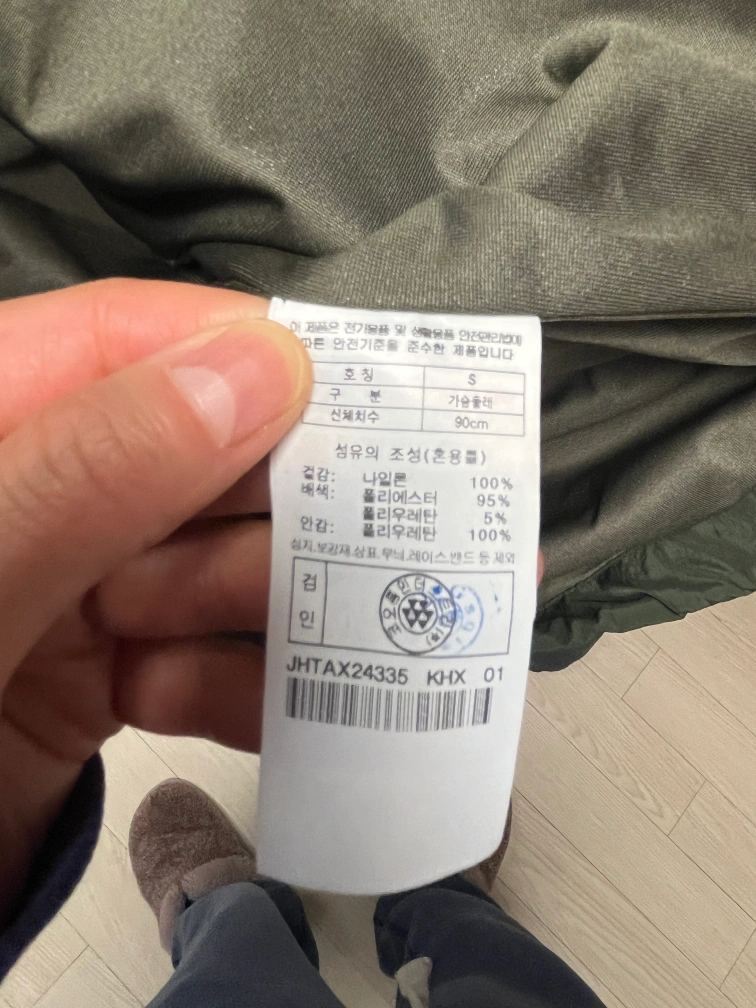 이 제품은 전기용품 및 생활용품 안전관리법에
따른 안전기준을 준수한 제품입니다
호칭 S
구 분 가슴둘레
신체치수 90cm
섬유의 조성(혼용률)
겉감: 나일론 100%
배색: 폴리에스터 95%
폴리우레탄 5%
안감: 폴리우레탄 100%
심지.보강재.상표.무늬.레이스.밴드 등 제외
검
인
JHTAX24335 KHX 01